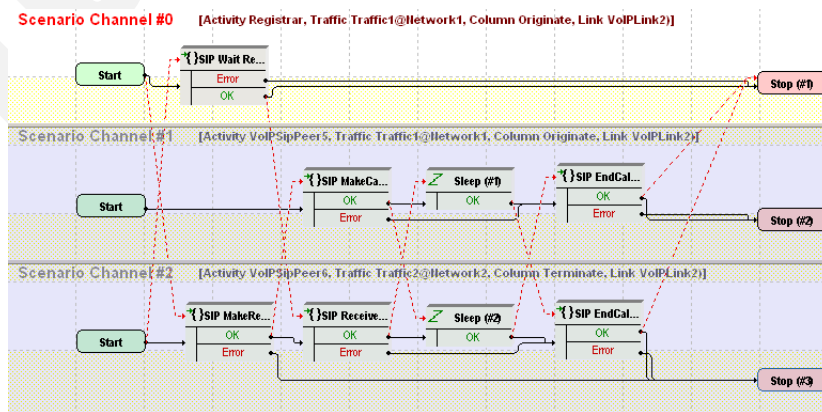 Scenario Channel #0 [Activity Registrar, Traffic Traffic1@Network1, Column Originate, Link VoIPLink2)]
{}SIP Wait Re...
Start
Error
Stop (#1)
OK
Scenario Channel #1 [Activity VoIPSipPeer5, Traffic Traffic1@Network1, Column Originate, Link VoIPLink2)]
{}SIP MakeCa...
Sleep (#1)
{}SIP EndCal...
Start
OK
OK
OK
Error
Error
Stop (#2)
Scenario Channel #2 [Activity VoIPSipPeer6, Traffic Traffic2@Network2, Column Terminate, Link VoIPLink2)]
{}SIP MakeRe...
{}SIP Receive...
Sleep (#2)
{}SIP EndCal...
Start
OK
OK
OK
OK
Error
Error
Error
Stop (#3)